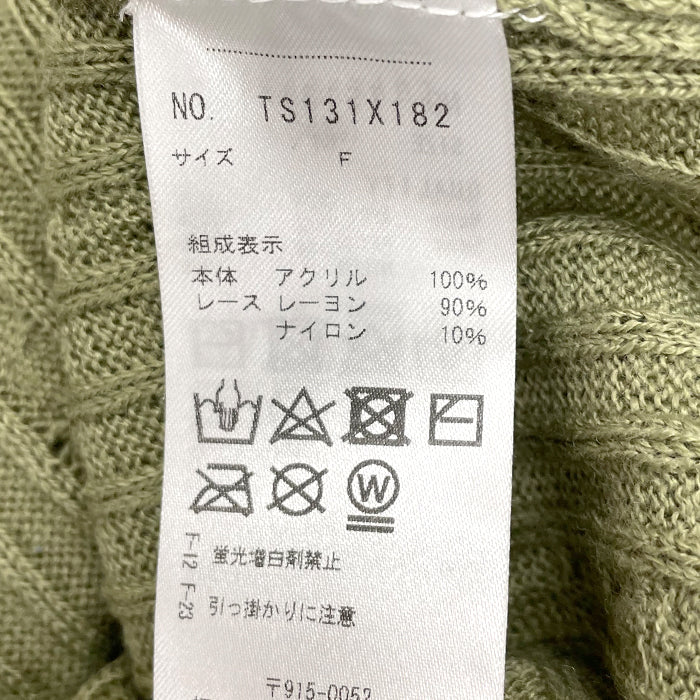 NO. TS131X182
サイズ F
組成表示
本体 アクリル 100%
レース レーヨン 90%
ナイロン 10%
W
F-12 蛍光増白剤禁止
F-23 引っ掛かりに注意
〒915-0052